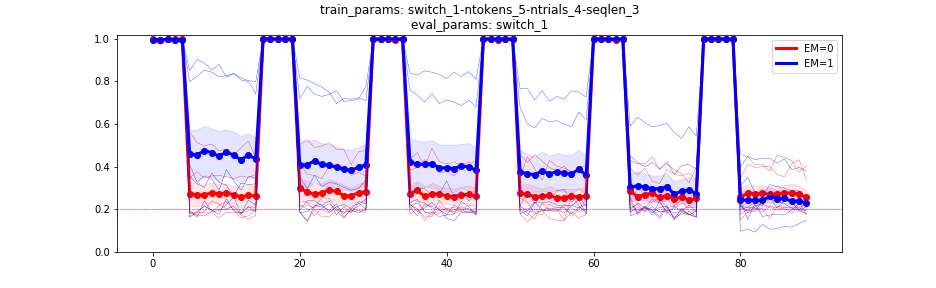 train_params: switch_1-ntokens_5-ntrials_4-seqlen_3
eval_params: switch_1
1.0
0.8
0.6
0.4
0.2
0.0
EM=0
EM=1
0
20
40
60
80